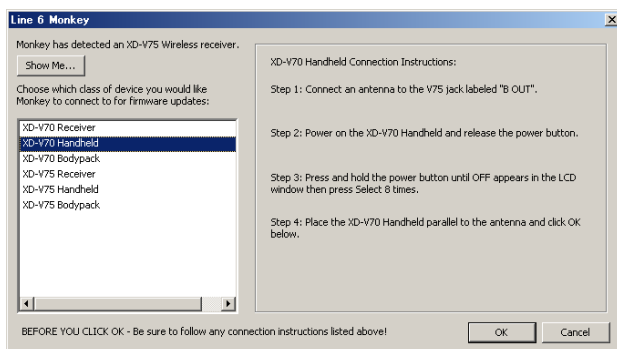 Line 6 Monkey
Monkey has detected an XD-V75 Wireless receiver.
Show Me...
Choose which class of device you would like
Monkey to connect to for firmware updates:
XD-V70 Receiver
XD-V70 Handheld
XD-V70 Bodypack
XD-V75 Receiver
XD-V75 Handheld
XD-V75 Bodypack
XD-V70 Handheld Connection Instructions:
Step 1: Connect an antenna to the V75 jack labeled "B OUT".
Step 2: Power on the XD-V70 Handheld and release the power button.
Step 3: Press and hold the power button until OFF appears in the LCD
window then press Select 8 times.
Step 4: Place the XD-V70 Handheld parallel to the antenna and click OK
below.
BEFORE YOU CLICK OK - Be sure to follow any connection instructions listed above!
OK
Cancel